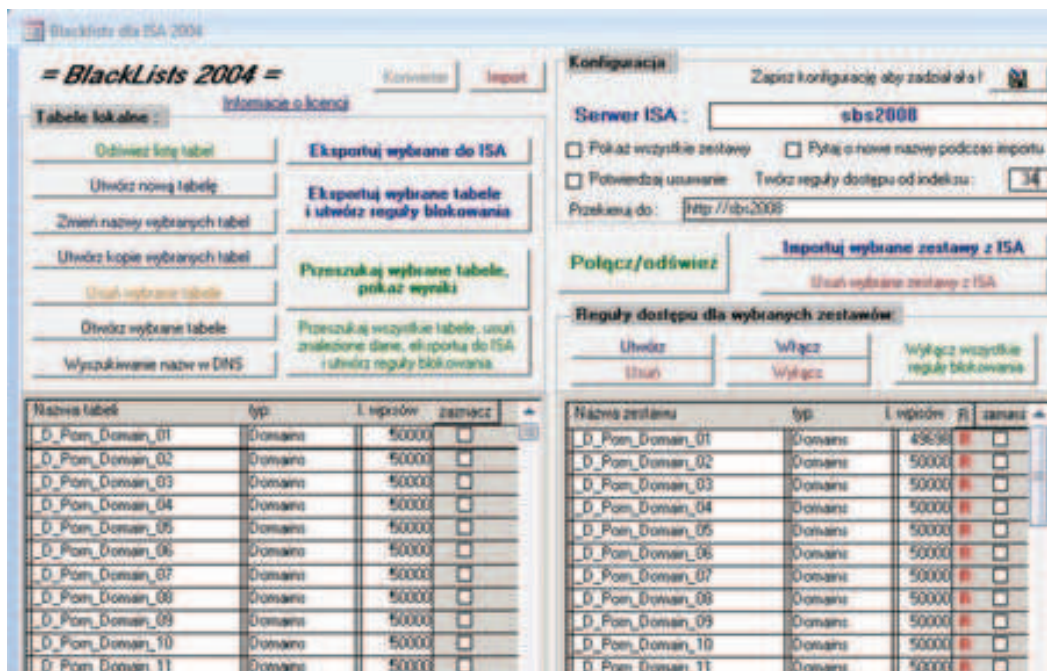 Blacklists dla ISA 2004
= BlackLists 2004 =
Konwerter
Import
Informacje o licencji
Tabele lokalne :
Odśwież listę tabel
Utwórz nową tabelę
Zmień nazwy wybranych tabel
Utwórz kopie wybranych tabel
Usuń wybrane tabele
Otwórz wybrane tabele
Wyszukiwanie nazw w DNS
Eksportuj wybrane do ISA
Eksportuj wybrane tabele
i utwórz reguły blokowania
Przeszukaj wybrane tabele,
pokaż wyniki
Przeszukaj wszystkie tabele, usuń
znalezione dane, eksportuj do ISA
i utwórz reguły blokowania
Nazwa tabeli typ l. wpisów zaznacz
_D_Porn_Domain_01 Domains 50000
_D_Porn_Domain_02 Domains 50000
_D_Porn_Domain_03 Domains 50000
_D_Porn_Domain_04 Domains 50000
_D_Porn_Domain_05 Domains 50000
_D_Porn_Domain_06 Domains 50000
_D_Porn_Domain_07 Domains 50000
_D_Porn_Domain_08 Domains 50000
_D_Porn_Domain_09 Domains 50000
_D_Porn_Domain_10 Domains 50000
_D_Porn_Domain_11 Domains 50000
Konfiguracja
Zapisz konfigurację aby zadziałała !
Serwer ISA : sbs2008
Pokaż wszystkie zestawy
Pytaj o nowe nazwy podczas importu
Potwierdzaj usuwanie
Twórz reguły dostępu od indeksu : 34
Przekieruj do : http://sbs2008
Połącz/odśwież
Importuj wybrane zestawy z ISA
Usuń wybrane zestawy z ISA
Reguły dostępu dla wybranych zestawów:
Utwórz
Włącz
Usuń
Wyłącz
Wyłącz wszystkie
reguły blokowania
Nazwa zestawu typ l. wpisów R zaznacz
_D_Porn_Domain_01 Domains 49698 R
_D_Porn_Domain_02 Domains 50000 R
_D_Porn_Domain_03 Domains 50000 R
_D_Porn_Domain_04 Domains 50000 R
_D_Porn_Domain_05 Domains 50000 R
_D_Porn_Domain_06 Domains 50000 R
_D_Porn_Domain_07 Domains 50000 R
_D_Porn_Domain_08 Domains 50000 R
_D_Porn_Domain_09 Domains 50000 R
_D_Porn_Domain_10 Domains 50000 R
_D_Porn_Domain_11 Domains 50000 R